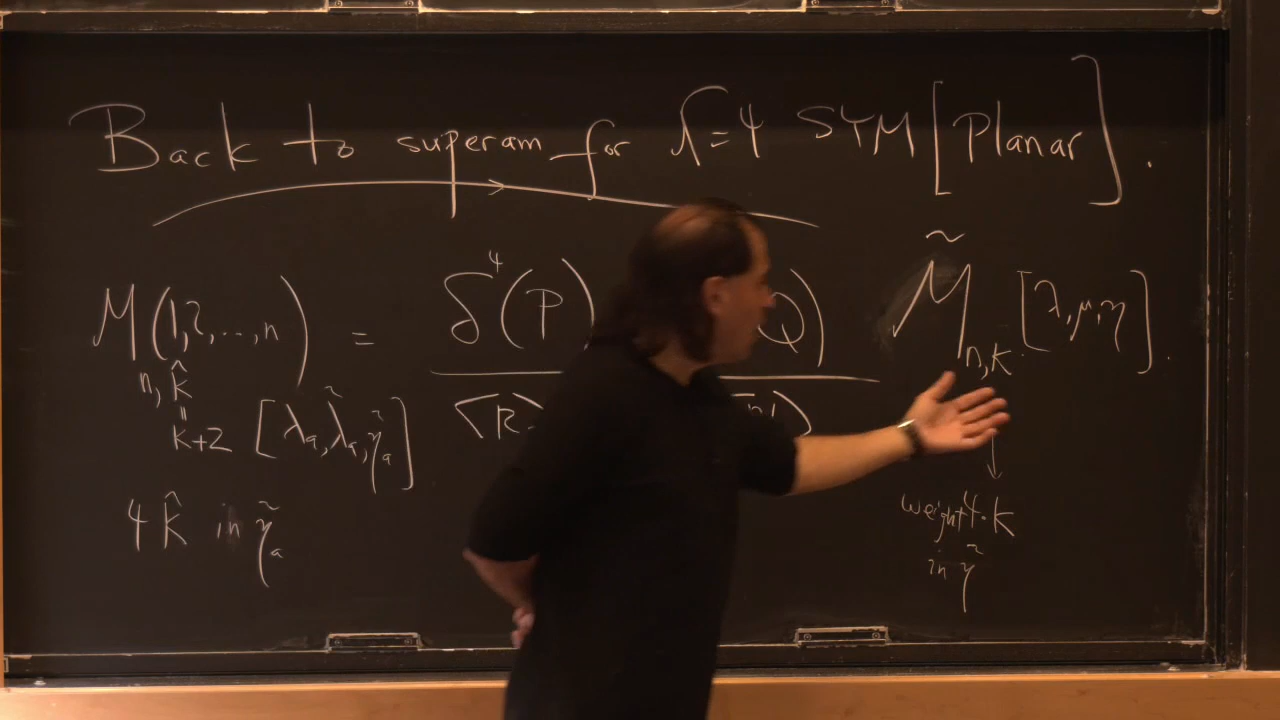 Back to superam for N=4 SYM [Planar].
M(1,2,...,n) = δ⁴(P) Q) M̃ₙ,ₖ [λ,μ,η].
n,k̂
k+2 [λₐ,λ̃ₐ,η̃ₐ] ⟨12⟩ n1⟩
4k̂ in η̃ₐ
weight 4·k
in η̃